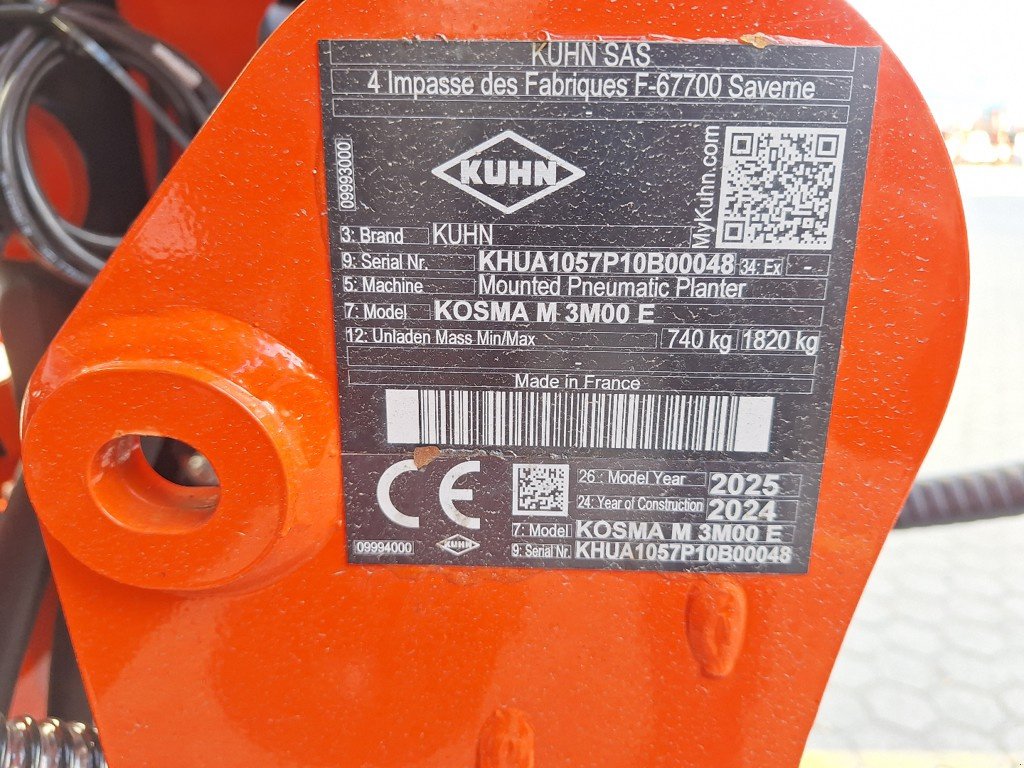 KUHN SAS
4 Impasse des Fabriques F-67700 Saverne
09993000
KUHN
MyKuhn.com
3: Brand KUHN
9: Serial Nr. KHUA1057P10B00048 34: Ex -
5: Machine Mounted Pneumatic Planter
7: Model KOSMA M 3M00 E
12: Unladen Mass Min/Max 740 kg 1820 kg
Made in France
CE
26: Model Year 2025
24: Year of Construction 2024
7: Model KOSMA M 3M00 E
09994000 KUHN 9: Serial Nr. KHUA1057P10B00048